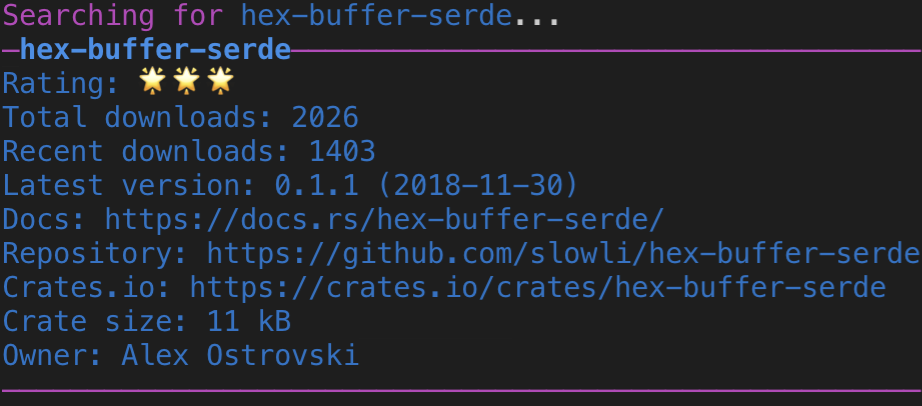 Searching for hex-buffer-serde...
hex-buffer-serde
Rating: 🌟🌟🌟
Total downloads: 2026
Recent downloads: 1403
Latest version: 0.1.1 (2018-11-30)
Docs: https://docs.rs/hex-buffer-serde/
Repository: https://github.com/slowli/hex-buffer-serde
Crates.io: https://crates.io/crates/hex-buffer-serde
Crate size: 11 kB
Owner: Alex Ostrovski